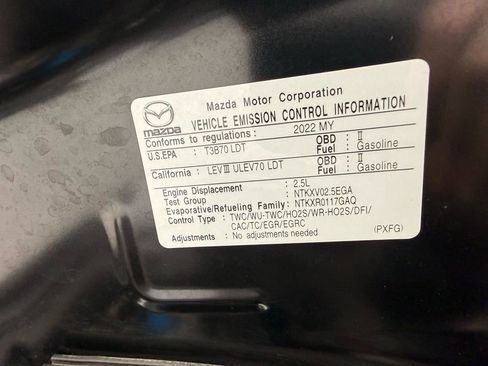 Mazda Motor Corporation
mazda
VEHICLE EMISSION CONTROL INFORMATION
Conforms to regulations : 2022 MY
U.S.EPA : T3B70 LDT OBD : II
Fuel : Gasoline
California : LEVⅢ ULEV70 LDT OBD : II
Fuel : Gasoline
Engine Displacement : 2.5L
Test Group : NTKXV02.5EGA
Evaporative/Refueling Family: NTKXR0117GAQ
Control Type : TWC/WU-TWC/HO2S/WR-HO2S/DFI/
CAC/TC/EGR/EGRC
Adjustments : No adjustments needed
(PXFG)